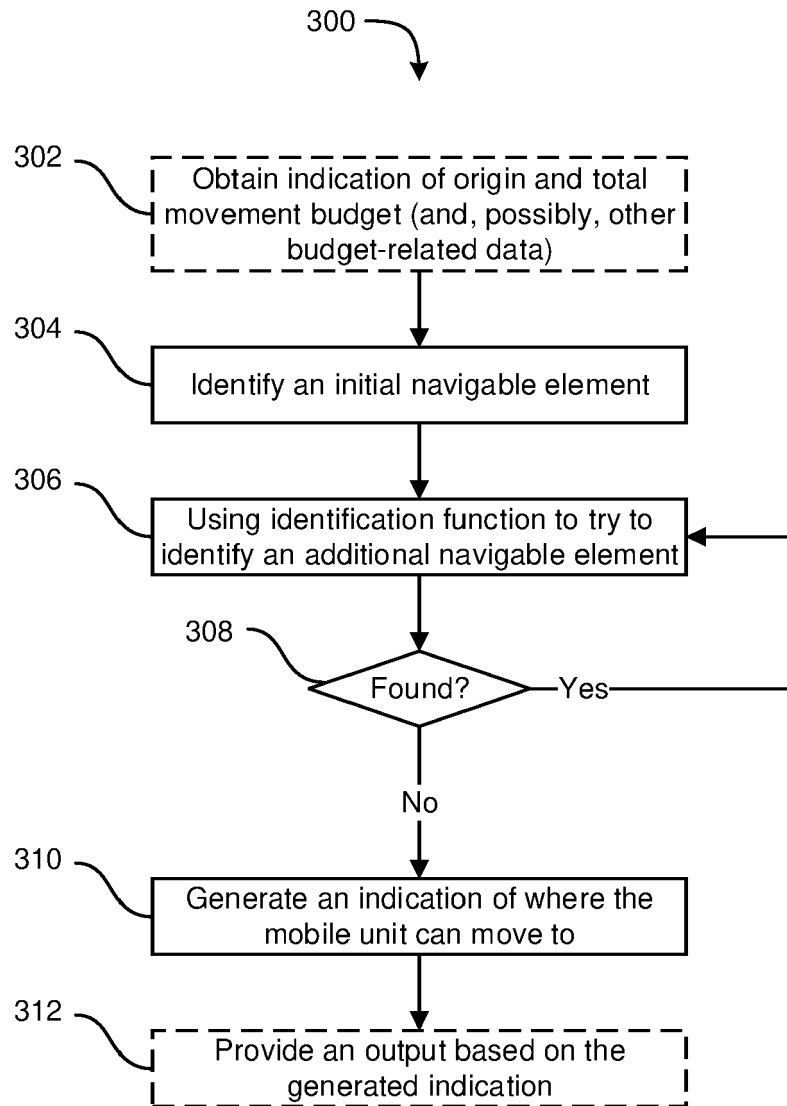 300
302
Obtain indication of origin and total
movement budget (and, possibly, other
budget-related data)
304
Identify an initial navigable element
306
Using identification function to try to
identify an additional navigable element
308
Found?
Yes
No
310
Generate an indication of where the
mobile unit can move to
312
Provide an output based on the
generated indication